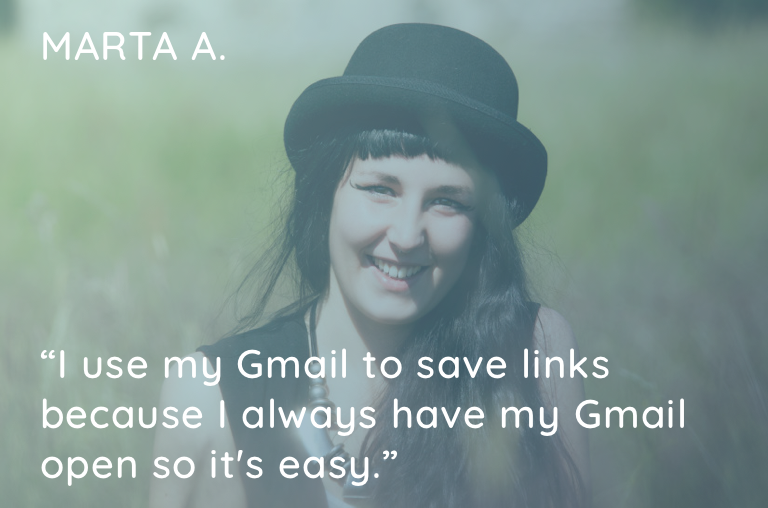 MARTA A.
“I use my Gmail to save links
because I always have my Gmail
open so it's easy.”